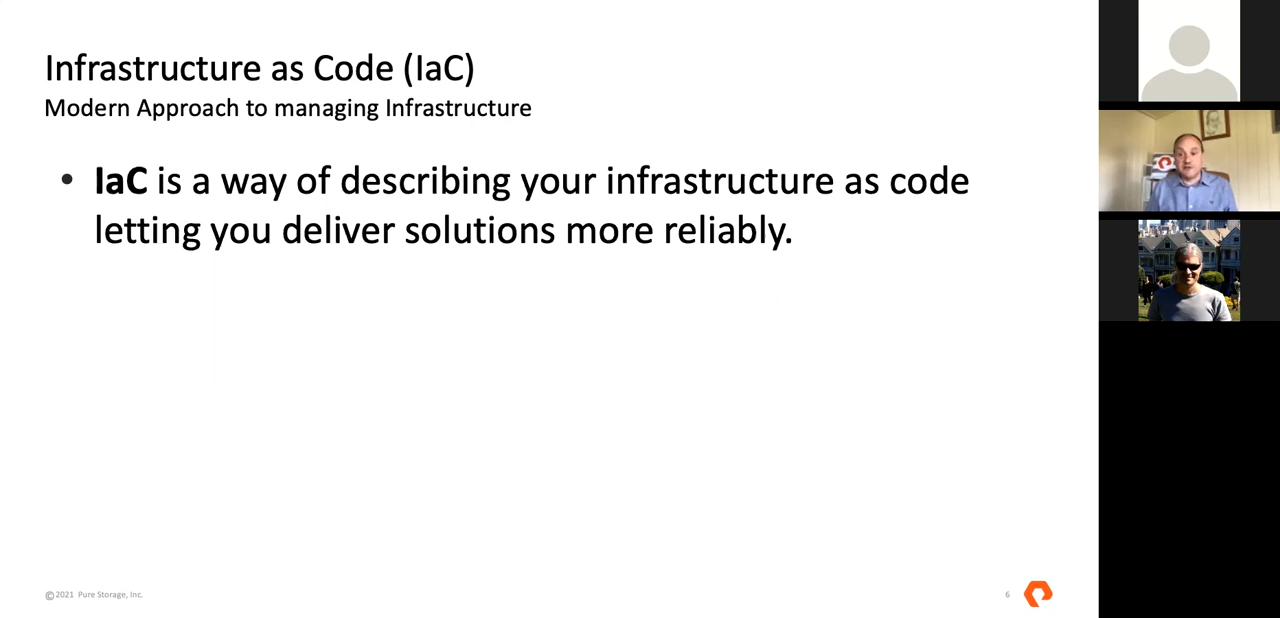 Infrastructure as Code (IaC)
Modern Approach to managing Infrastructure
• IaC is a way of describing your infrastructure as code
letting you deliver solutions more reliably.
©2021 Pure Storage, Inc.
6